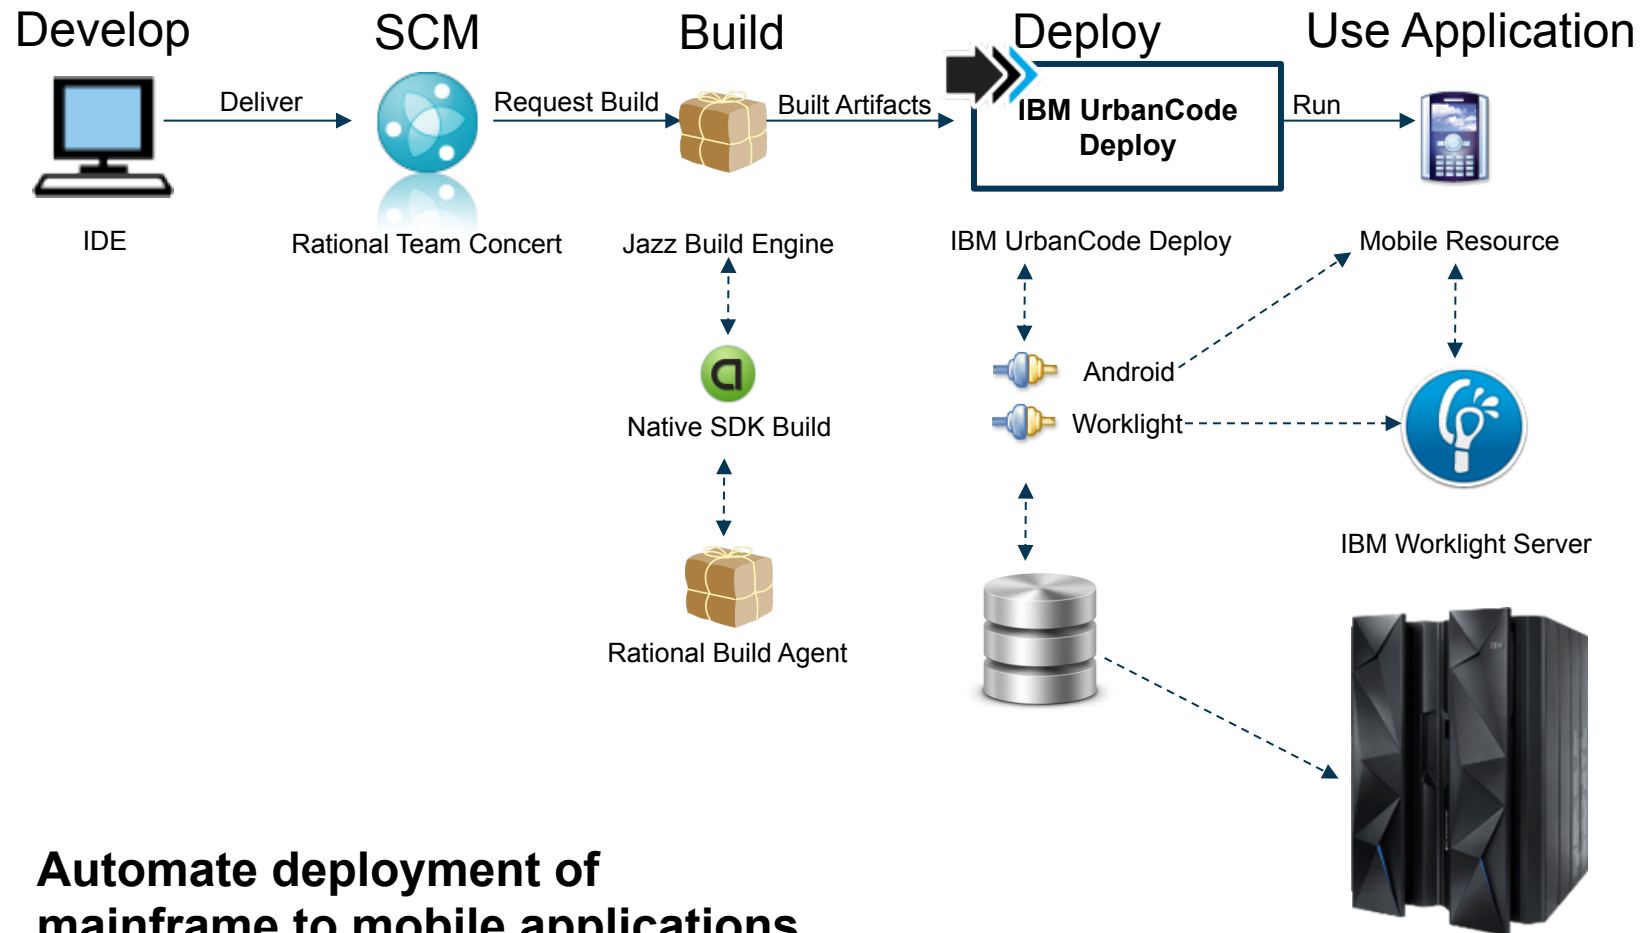 Develop
SCM
Build
Deploy
Use Application
Deliver
Request Build
Built Artifacts
IBM UrbanCode
Deploy
Run
IDE
Rational Team Concert
Jazz Build Engine
IBM UrbanCode Deploy
Mobile Resource
Android
Native SDK Build
Worklight
IBM Worklight Server
Rational Build Agent
Automate deployment of
mainframe to mobile applications